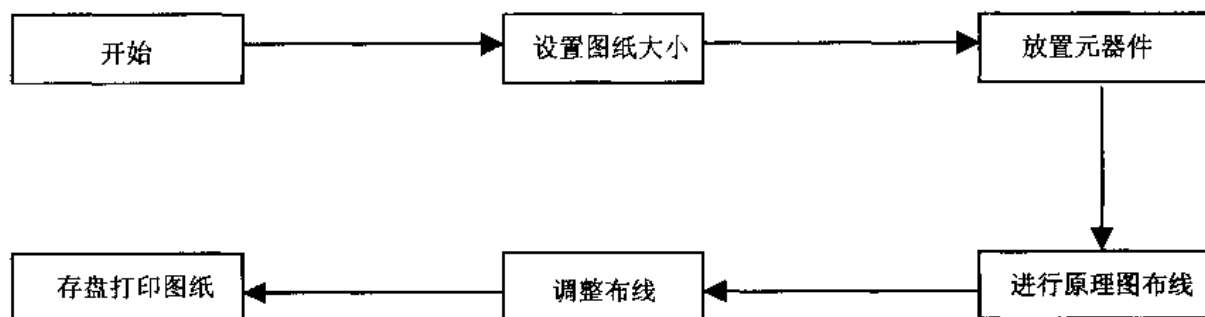 开始
设置图纸大小
放置元器件
进行原理图布线
调整布线
存盘打印图纸